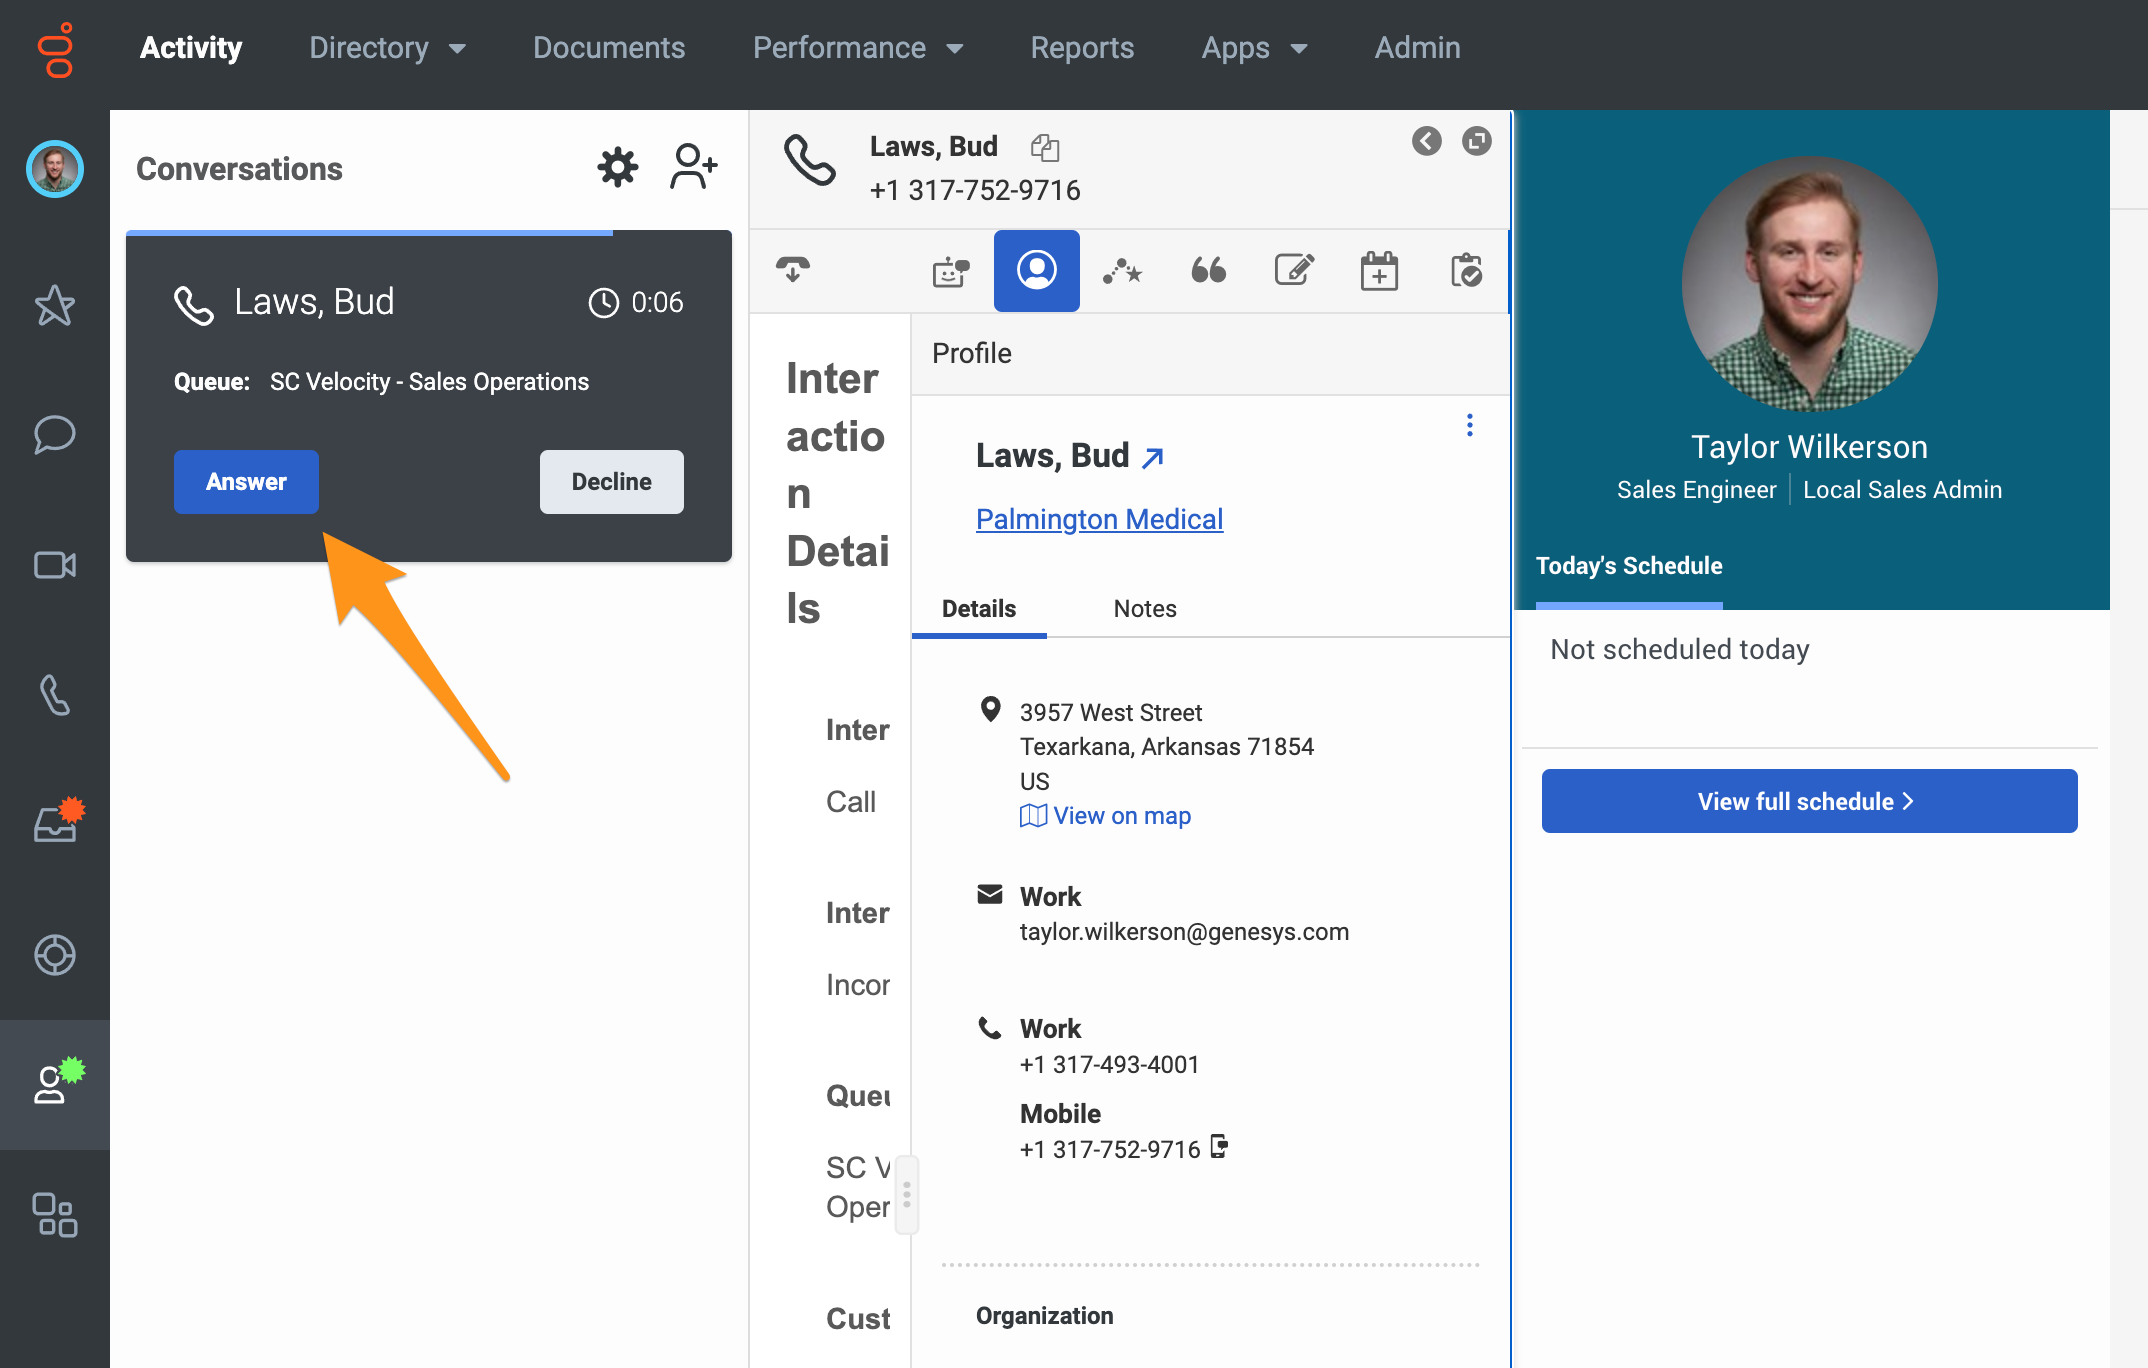 Activity
Directory
Documents
Performance
Reports
Apps
Admin
Conversations
Laws, Bud
0:06
Queue: SC Velocity - Sales Operations
Answer
Decline
Laws, Bud
+1 317-752-9716
Inter
actio
n
Detai
ls
Inter
Call
Inter
Incor
Queu
SC V
Oper
Cust
Profile
Laws, Bud
Palmington Medical
Details
Notes
3957 West Street
Texarkana, Arkansas 71854
US
View on map
Work
taylor.wilkerson@genesys.com
Work
+1 317-493-4001
Mobile
+1 317-752-9716
Organization
Taylor Wilkerson
Sales Engineer
Local Sales Admin
Today's Schedule
Not scheduled today
View full schedule